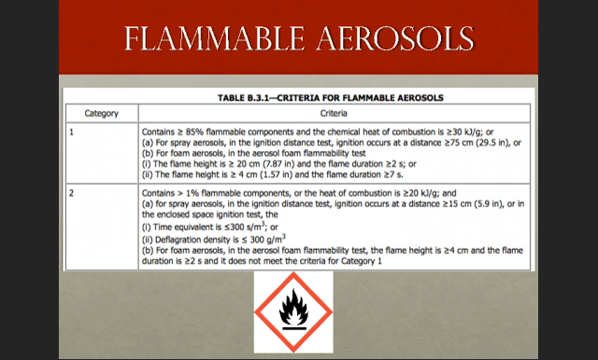 FLAMMABLE AEROSOLS
TABLE B.3.1—CRITERIA FOR FLAMMABLE AEROSOLS
Category
Criteria
1
Contains ≥ 85% flammable components and the chemical heat of combustion is ≥30 kJ/g; or
(a) For spray aerosols, in the ignition distance test, ignition occurs at a distance ≥75 cm (29.5 in), or
(b) For foam aerosols, in the aerosol foam flammability test
(i) The flame height is ≥ 20 cm (7.87 in) and the flame duration ≥2 s; or
(ii) The flame height is ≥ 4 cm (1.57 in) and the flame duration ≥7 s.
2
Contains > 1% flammable components, or the heat of combustion is ≥20 kJ/g; and
(a) for spray aerosols, in the ignition distance test, ignition occurs at a distance ≥15 cm (5.9 in), or in
the enclosed space ignition test, the
(i) Time equivalent is ≤300 s/m³; or
(ii) Deflagration density is ≤ 300 g/m³
(b) For foam aerosols, in the aerosol foam flammability test, the flame height is ≥4 cm and the flame
duration is ≥2 s and it does not meet the criteria for Category 1